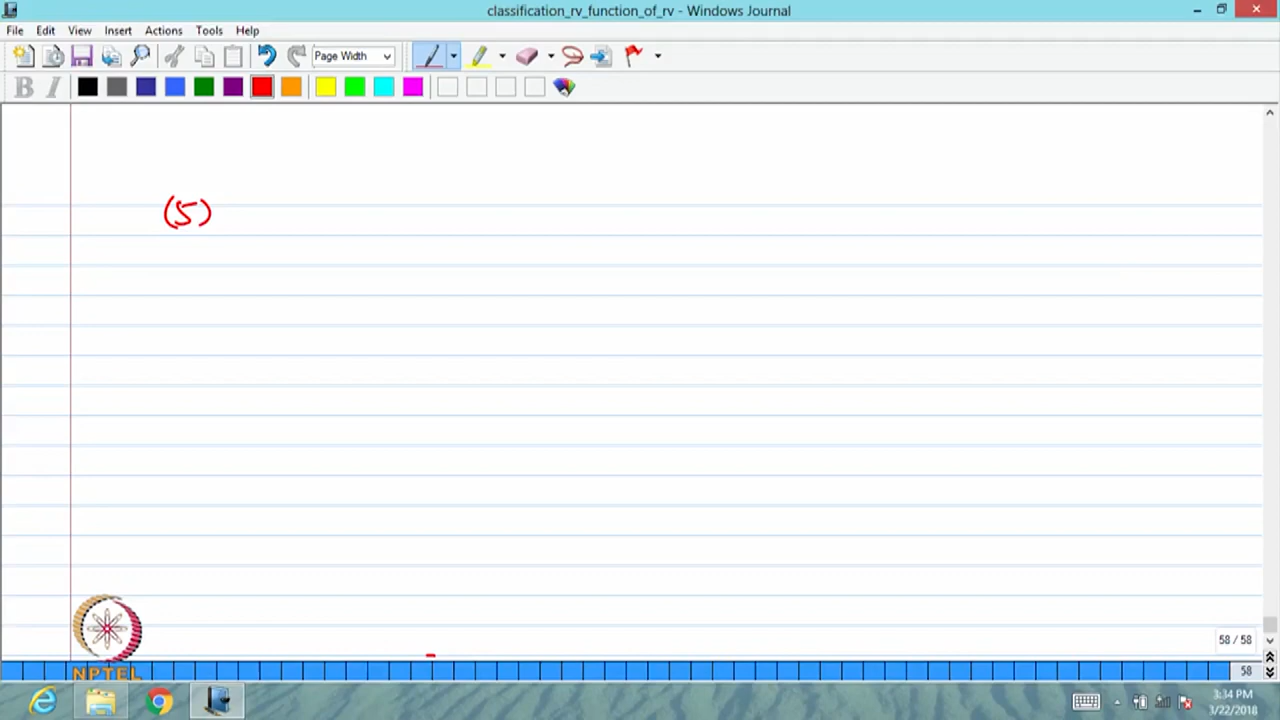 classification_rv_function_of_rv - Windows Journal
File Edit View Insert Actions Tools Help
Page Width
B I
(5)
58 / 58
NPTEL
58
3:34 PM
3/22/2018